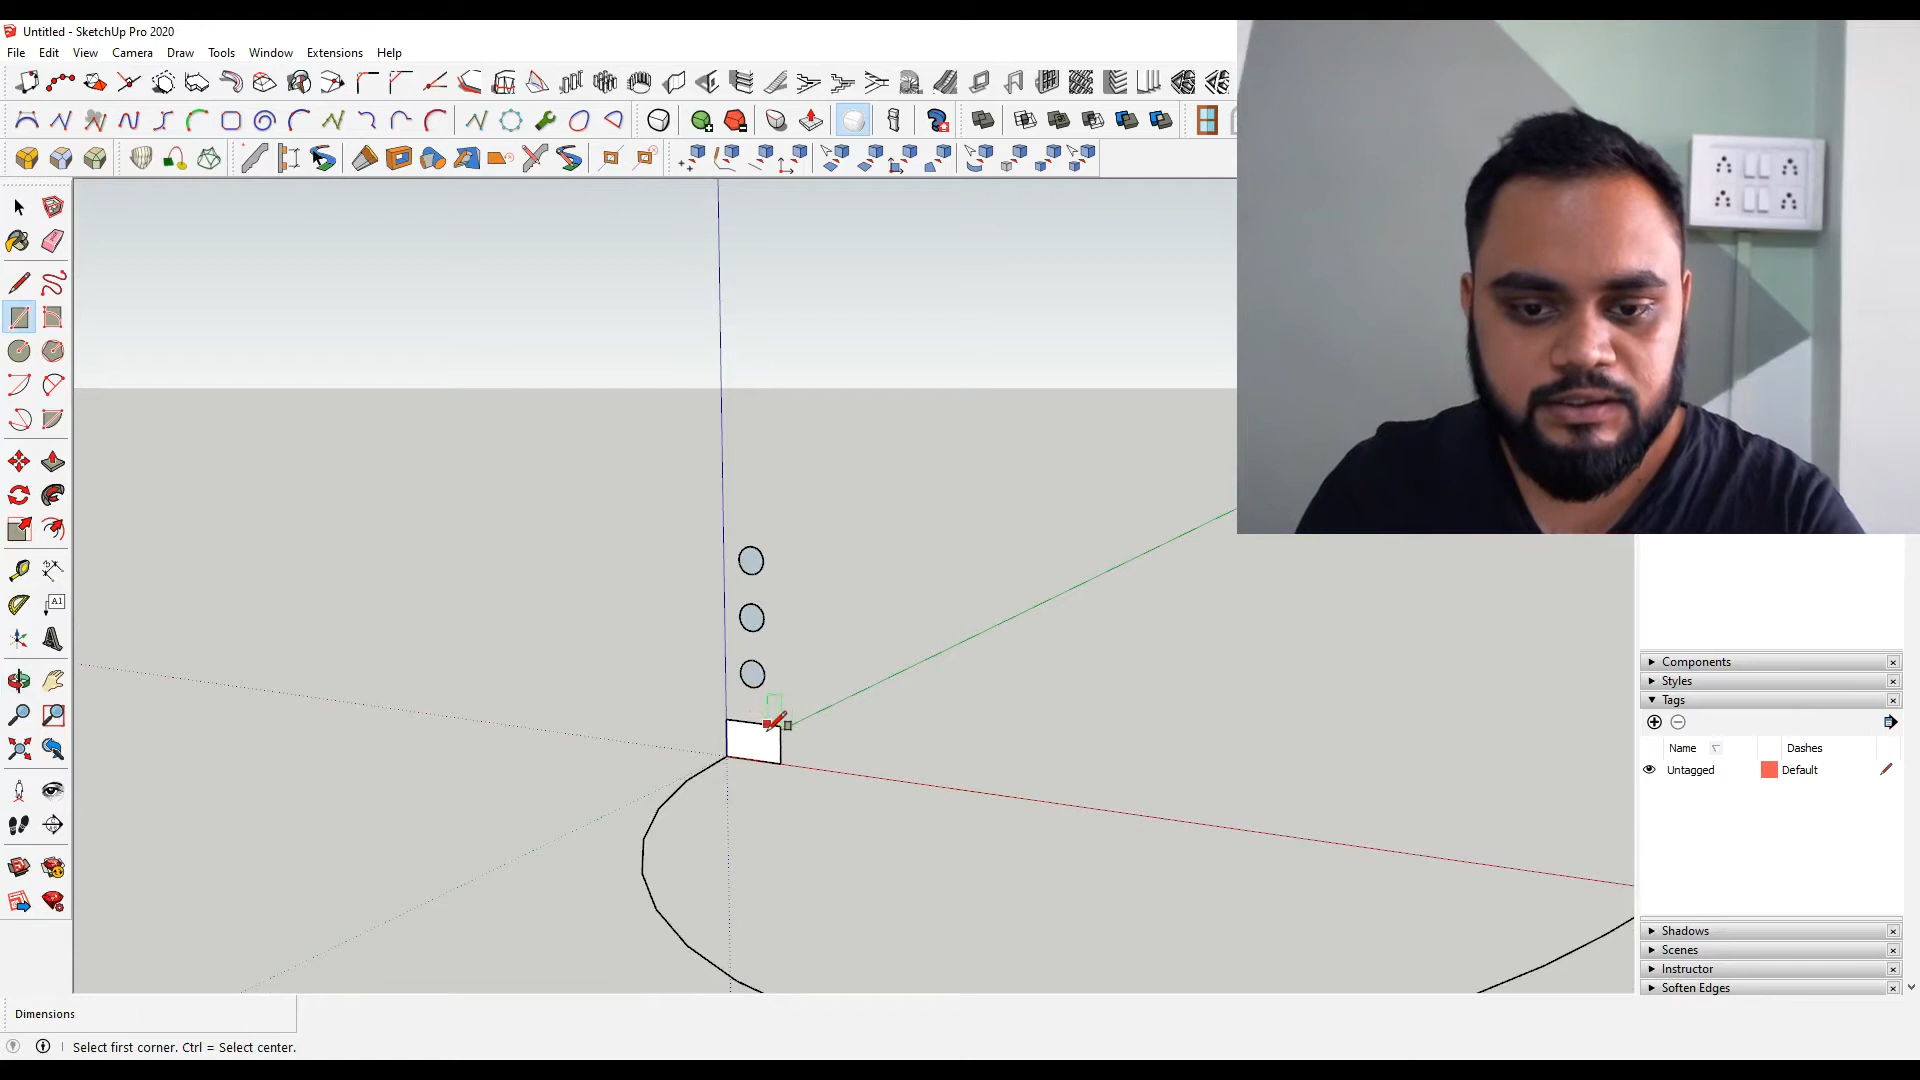 Untitled - SketchUp Pro 2020
File Edit View Camera Draw Tools Window Extensions Help
A1
Components
Styles
Tags
Name Dashes
Untagged Default
Shadows
Scenes
Instructor
Soften Edges
Dimensions
Select first corner. Ctrl = Select center.